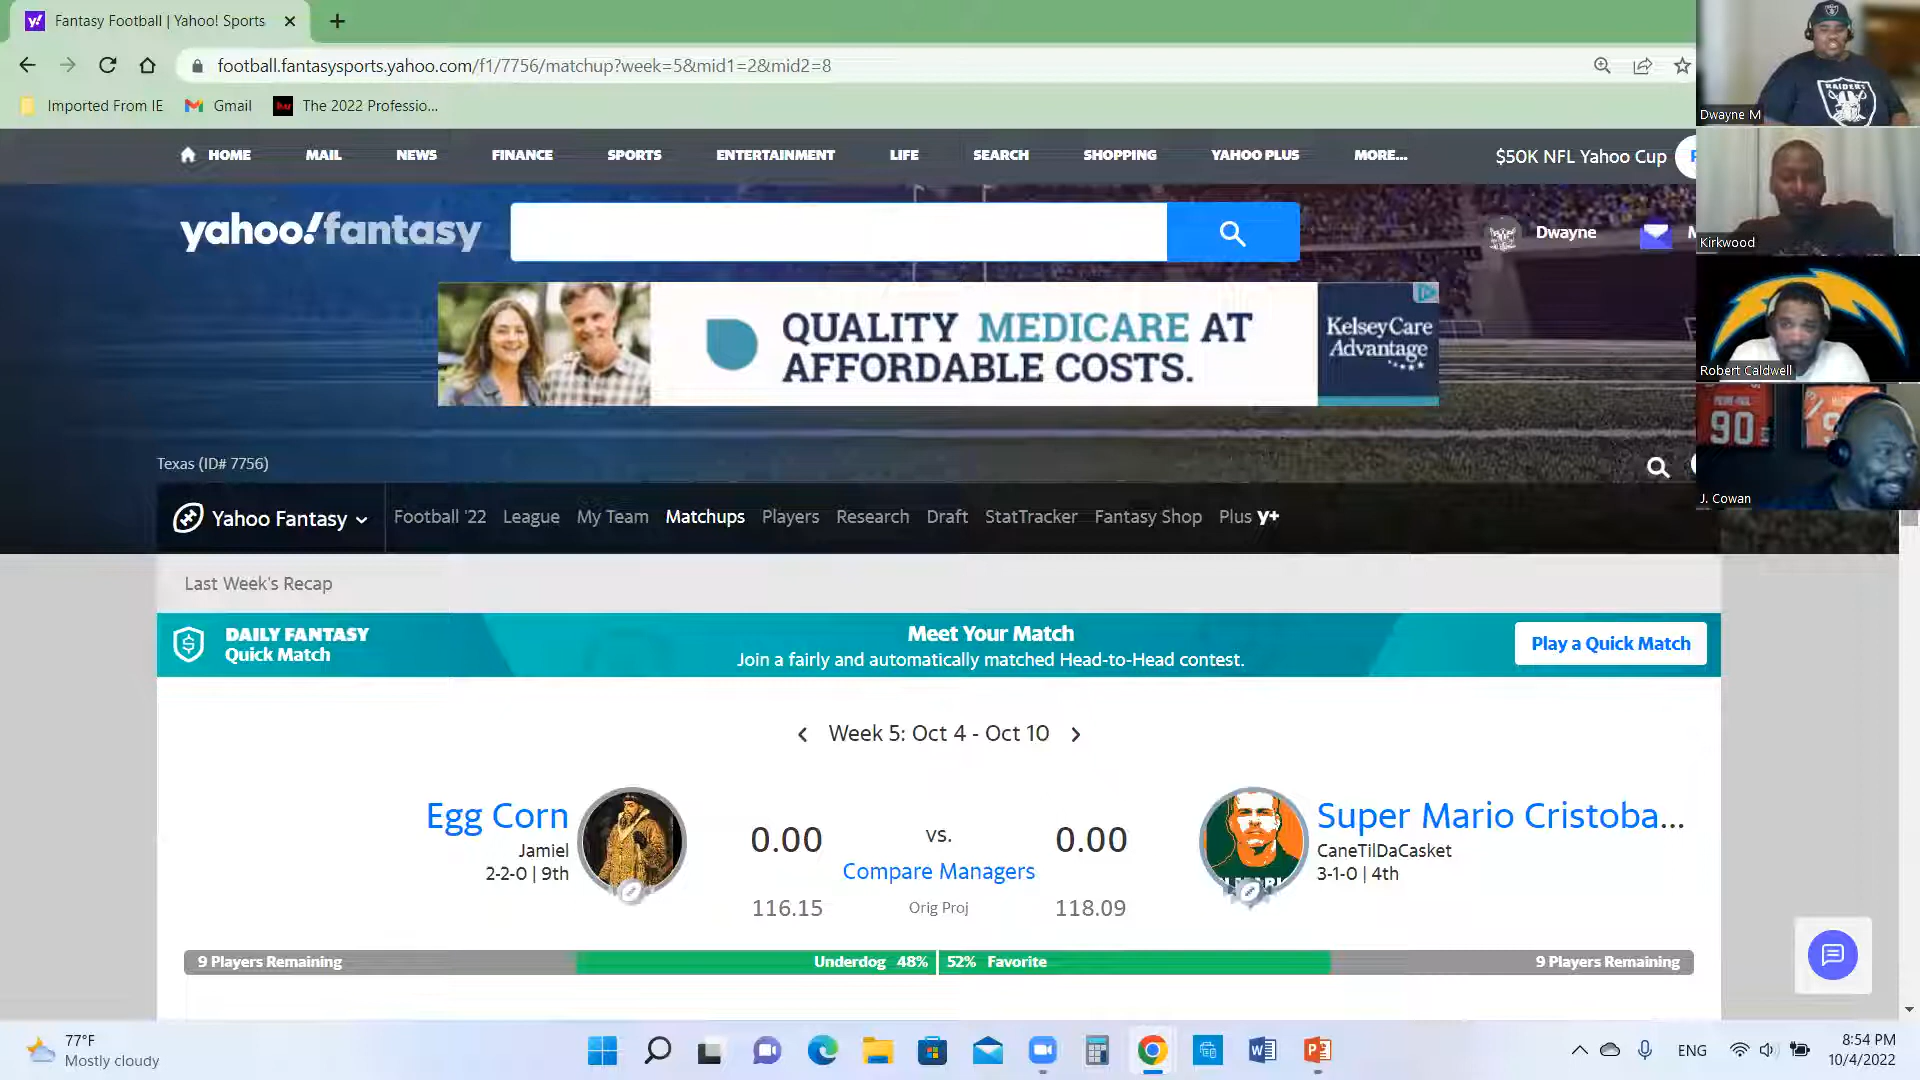 Fantasy Football | Yahoo! Sports
football.fantasysports.yahoo.com/f1/7756/matchup?week=5&mid1=2&mid2=8
Imported From IE
Gmail
The 2022 Professio...
HOME
MAIL
NEWS
FINANCE
SPORTS
ENTERTAINMENT
LIFE
SEARCH
SHOPPING
YAHOO PLUS
MORE...
$50K NFL Yahoo Cup
yahoo!fantasy
Dwayne
QUALITY MEDICARE AT
AFFORDABLE COSTS.
KelseyCare
Advantage
RAIDERS
Dwayne M
Kirkwood
Robert Caldwell
90
J. Cowan
Texas (ID# 7756)
Yahoo Fantasy
Football '22
League
My Team
Matchups
Players
Research
Draft
StatTracker
Fantasy Shop
Plus y+
Last Week's Recap
DAILY FANTASY
Quick Match
Meet Your Match
Join a fairly and automatically matched Head-to-Head contest.
Play a Quick Match
Week 5: Oct 4 - Oct 10
Egg Corn
Jamiel
2-2-0 | 9th
0.00
vs.
0.00
Compare Managers
116.15
Orig Proj
118.09
Super Mario Cristoba...
CaneTilDaCasket
3-1-0 | 4th
9 Players Remaining
Underdog 48%
52% Favorite
9 Players Remaining
77°F
Mostly cloudy
ENG
8:54 PM
10/4/2022